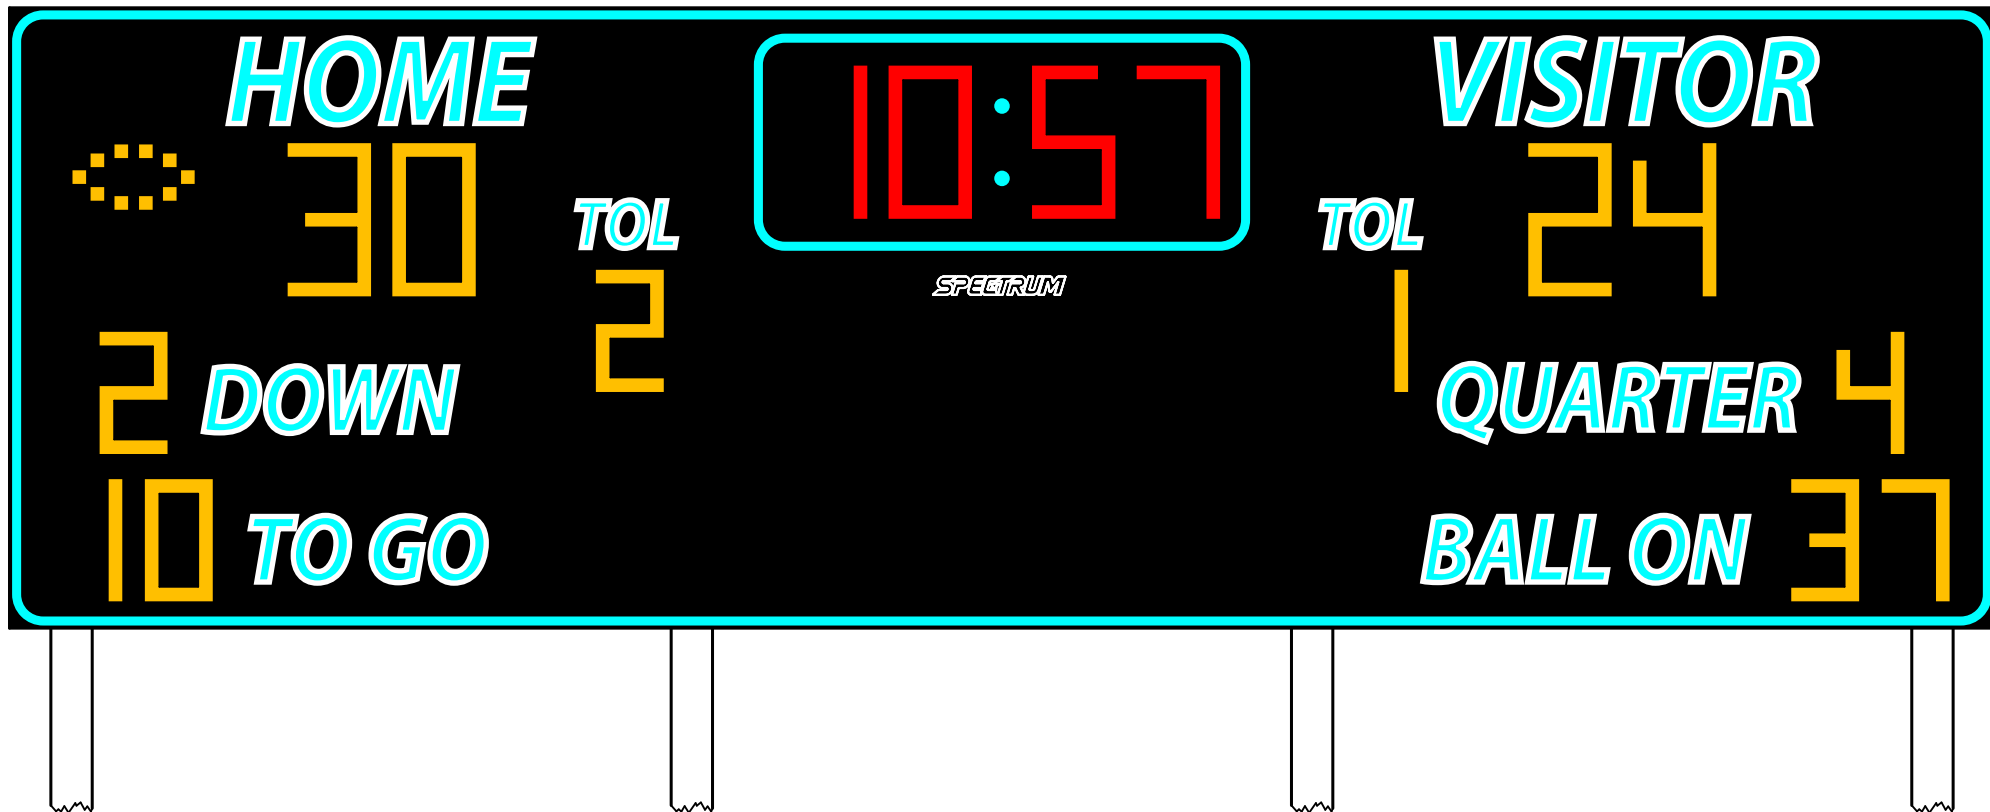 HOME 10:57 VISITOR
30 24
TOL TOL
2 SPECTRUM 1
2 DOWN QUARTER 4
10 TO GO BALL ON 37